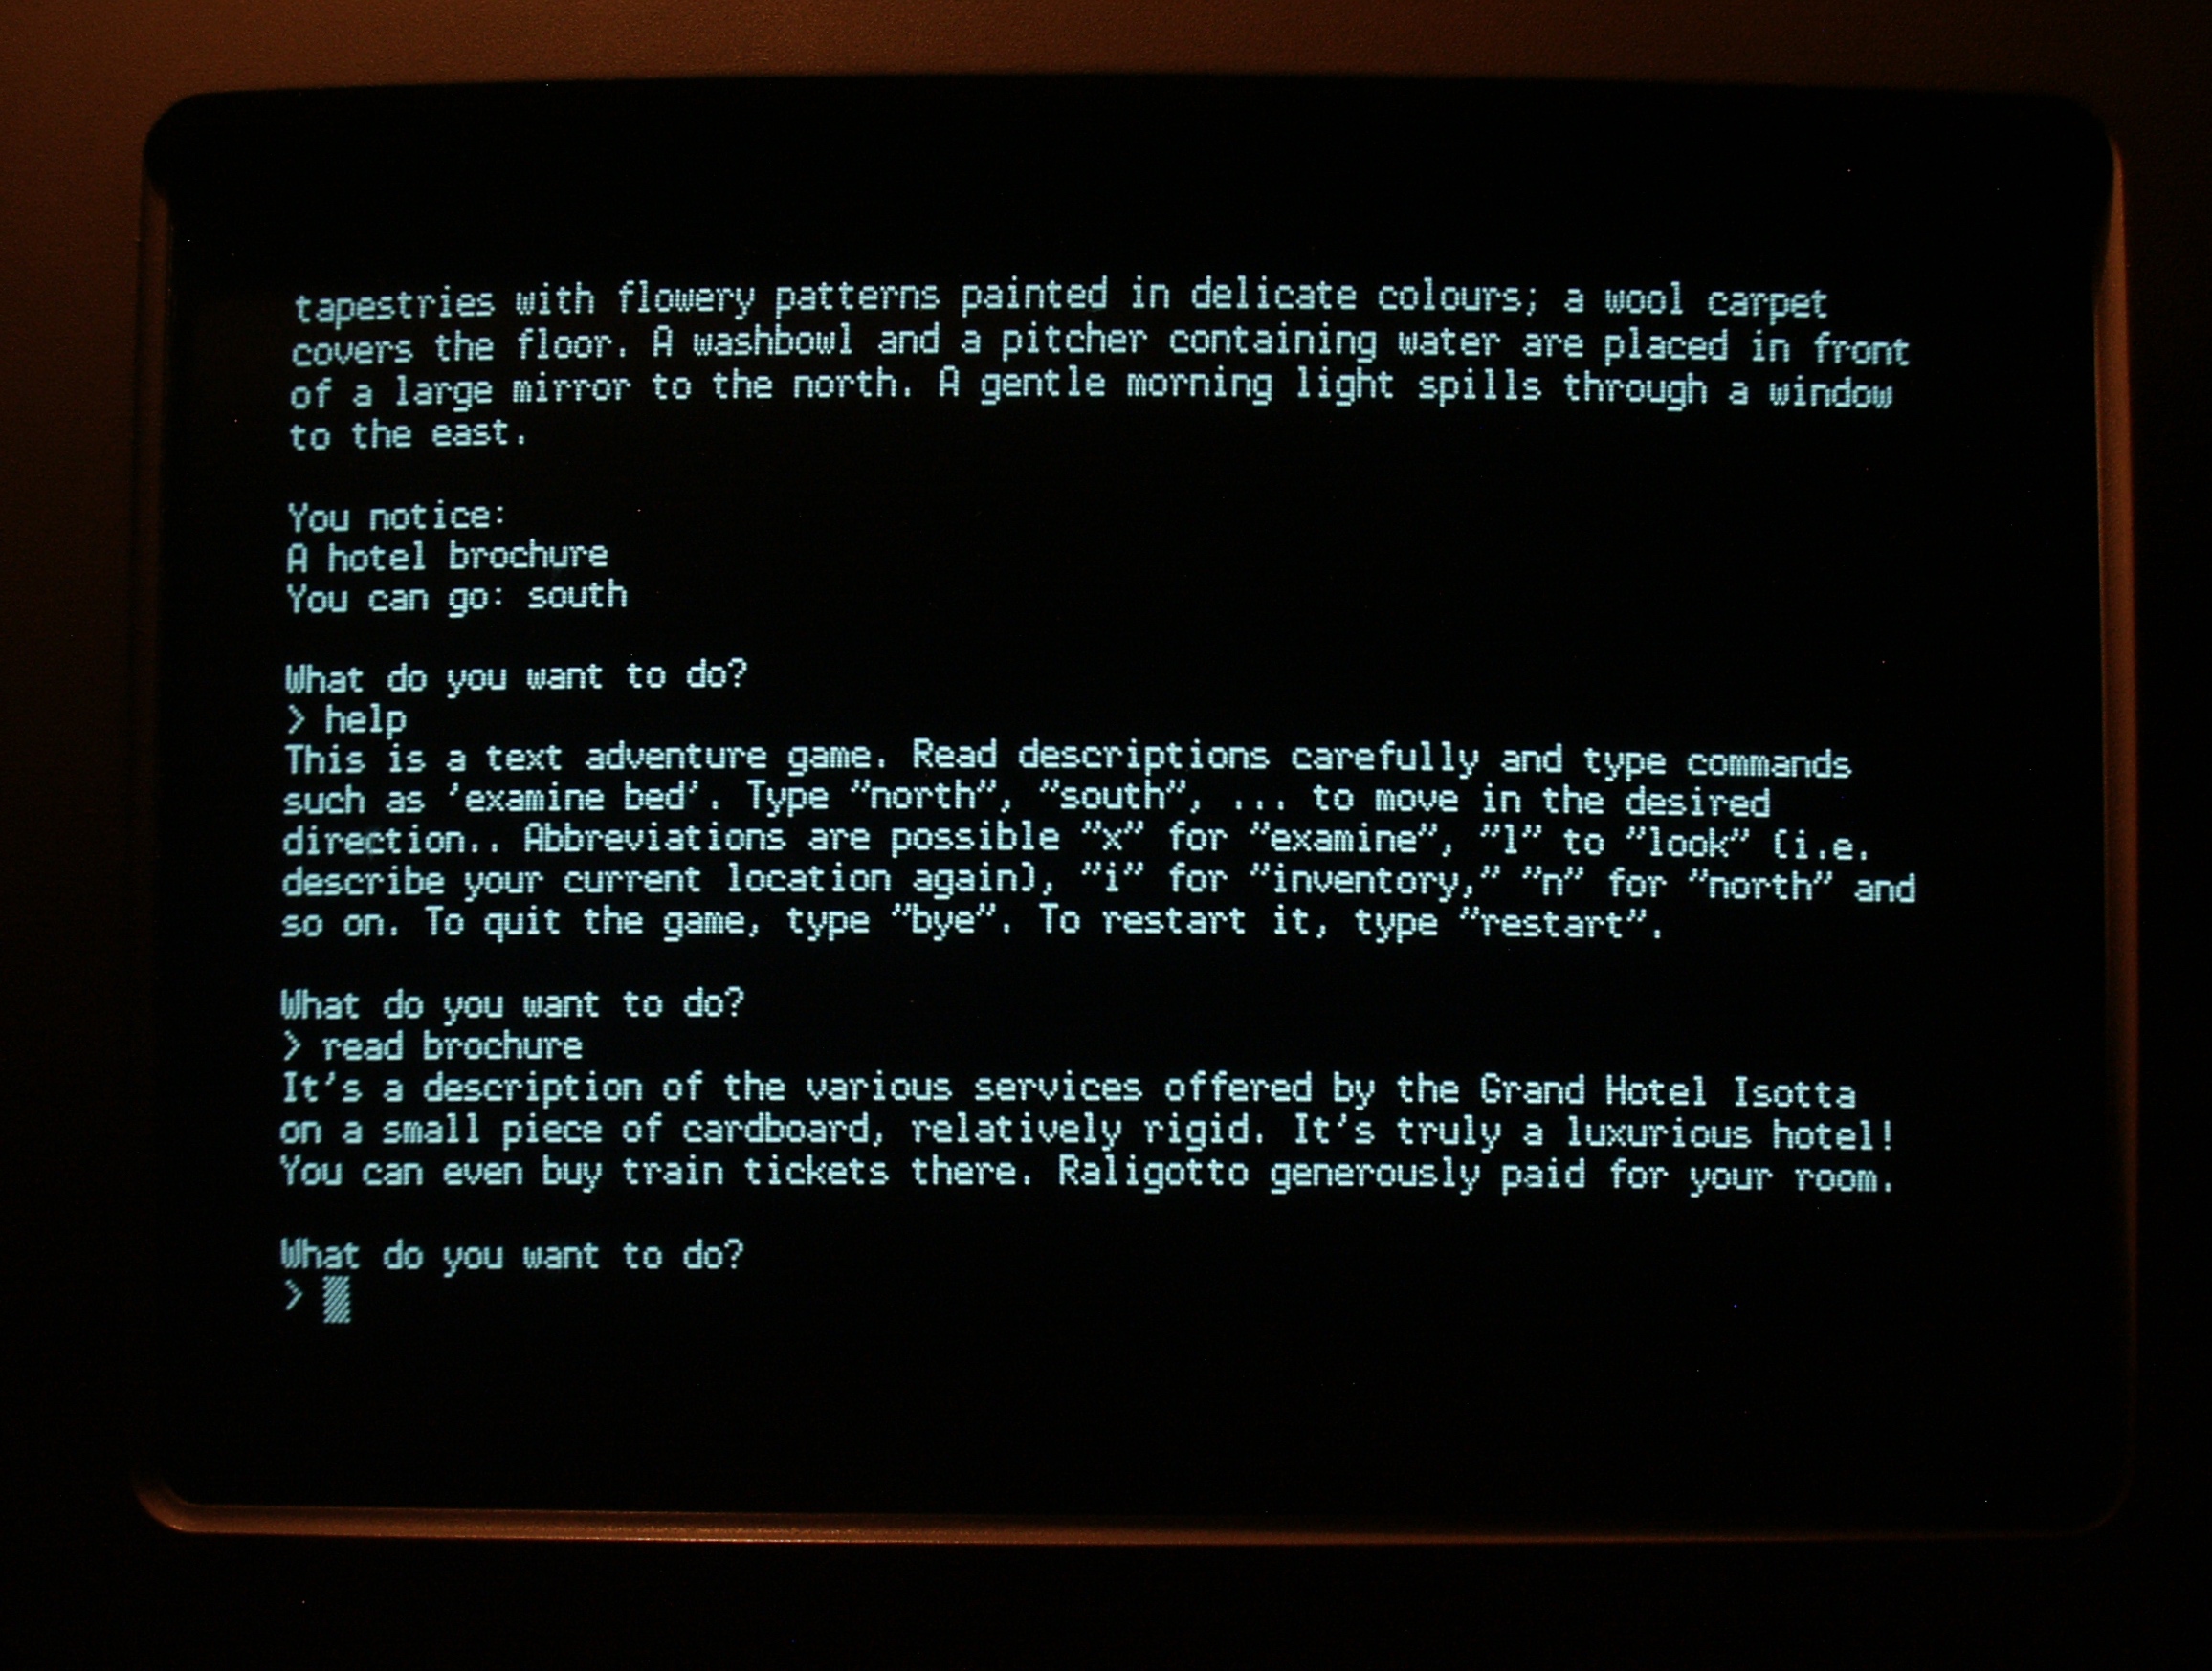 tapestries with flowery patterns painted in delicate colours; a wool carpet
covers the floor. A washbowl and a pitcher containing water are placed in front
of a large mirror to the north. A gentle morning light spills through a window
to the east.
You notice:
A hotel brochure
You can go: south
What do you want to do?
> help
This is a text adventure game. Read descriptions carefully and type commands
such as 'examine bed'. Type "north", "south", ... to move in the desired
direction.. Abbreviations are possible "x" for "examine", "l" to "look" (i.e.
describe your current location again), "i" for "inventory," "n" for "north" and
so on. To quit the game, type "bye". To restart it, type "restart".
What do you want to do?
> read brochure
It's a description of the various services offered by the Grand Hotel Isotta
on a small piece of cardboard, relatively rigid. It's truly a luxurious hotel!
You can even buy train tickets there. Raligotto generously paid for your room.
What do you want to do?
>